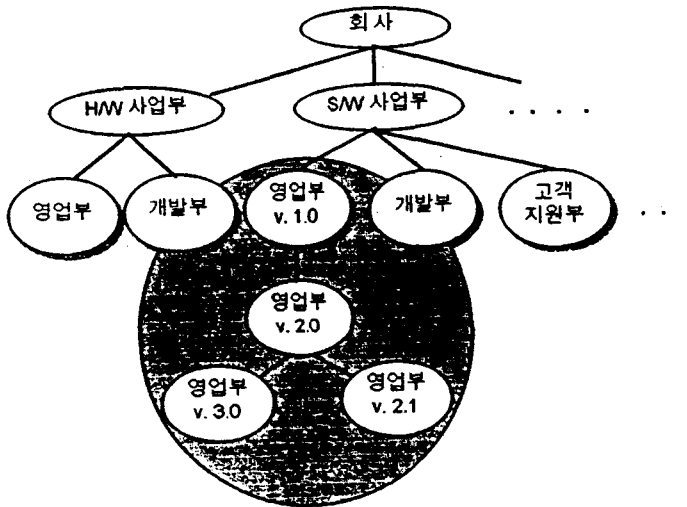 회 사
H/W 사업부
S/W 사업부
. . . .
영업부
개발부
영업부
v. 1.0
개발부
고객
지원부
. .
영업부
v. 2.0
영업부
v. 3.0
영업부
v. 2.1